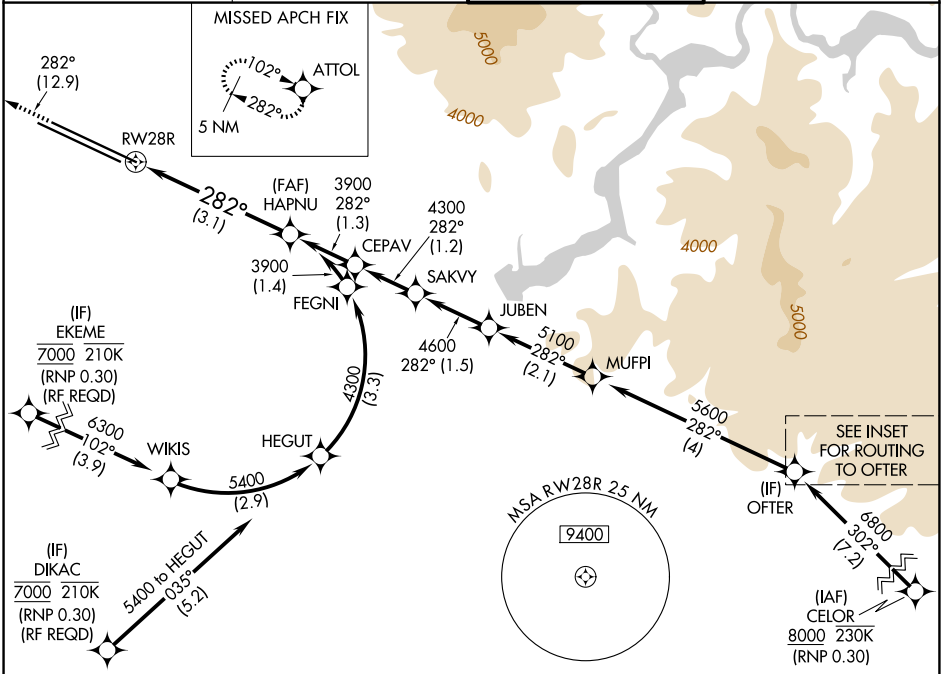 MISSED APCH FIX
102°
ATTOL
282°
5 NM
282°
(12.9)
RW28R
282°
(3.1)
(FAF)
HAPNU
3900
282°
(1.3)
CEPAV
4300
282°
(1.2)
SAKVY
3900
(1.4)
FEGNI
JUBEN
4600
282° (1.5)
5100
282°
(2.1)
MUFPI
5600
282°
(4)
SEE INSET
FOR ROUTING
TO OFTER
(IF)
OFTER
6800
302°
(7.2)
(IAF)
CELOR
8000 230K
(RNP 0.30)
(IF)
EKEME
7000 210K
(RNP 0.30)
(RF REQD)
6300
102°
(3.9)
WIKIS
5400
(2.9)
HEGUT
4300
(3.3)
(IF)
DIKAC
7000 210K
(RNP 0.30)
(RF REQD)
5400 to HEGUT
035°
(5.2)
MSA RW28R 25 NM
9400
5000
4000
4000
5000